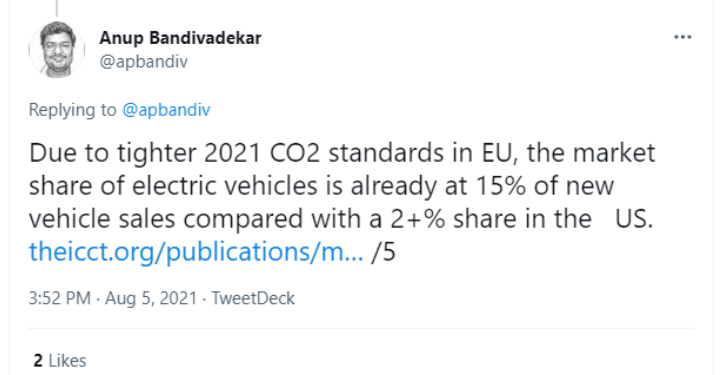 Anup Bandivadekar
@apbandiv
Replying to @apbandiv
Due to tighter 2021 CO2 standards in EU, the market
share of electric vehicles is already at 15% of new
vehicle sales compared with a 2+% share in the   US.
theicct.org/publications/m... /5
3:52 PM · Aug 5, 2021 · TweetDeck
2 Likes